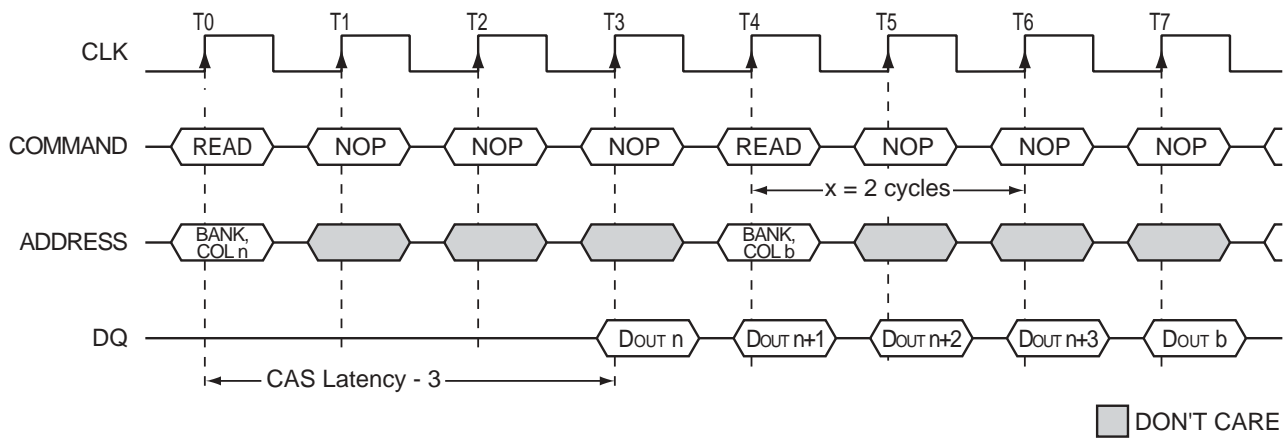 T0 T1 T2 T3 T4 T5 T6 T7
CLK
COMMAND READ NOP NOP NOP READ NOP NOP NOP
x = 2 cycles
ADDRESS BANK, COL n BANK, COL b
DQ DOUT n DOUT n+1 DOUT n+2 DOUT n+3 DOUT b
CAS Latency - 3
DON'T CARE